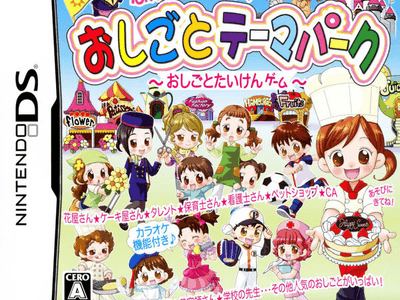 おしごとテーマパーク
～おしごとたいけんゲーム～
NINTENDO DS
Flower
Fashion
Factory
Fruits
花屋さん★ケーキ屋さん★タレント★保育士さん★看護士さん★ペットショップ★CA
あそびに
きてね!
カラオケ
機能付き♪
★学校の先生…その他人気のおしごとがいっぱい!
CERO
A